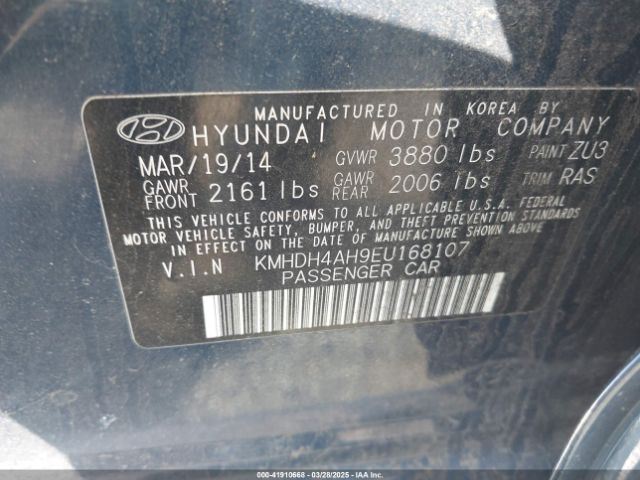 MANUFACTURED IN KOREA BY
HYUNDAI MOTOR COMPANY
MAR/19/14 GVWR 3880 lbs PAINT ZU3
GAWR FRONT 2161 lbs GAWR REAR 2006 lbs TRIM RAS
THIS VEHICLE CONFORMS TO ALL APPLICABLE U.S.A. FEDERAL
MOTOR VEHICLE SAFETY, BUMPER, AND THEFT PREVENTION STANDARDS
IN EFFECT ON THE DATE OF MANUFACTURE SHOWN ABOVE.
V.I.N KMHDH4AH9EU168107
PASSENGER CAR
000-41910668 | 03/28/2025 - IAAI.COM